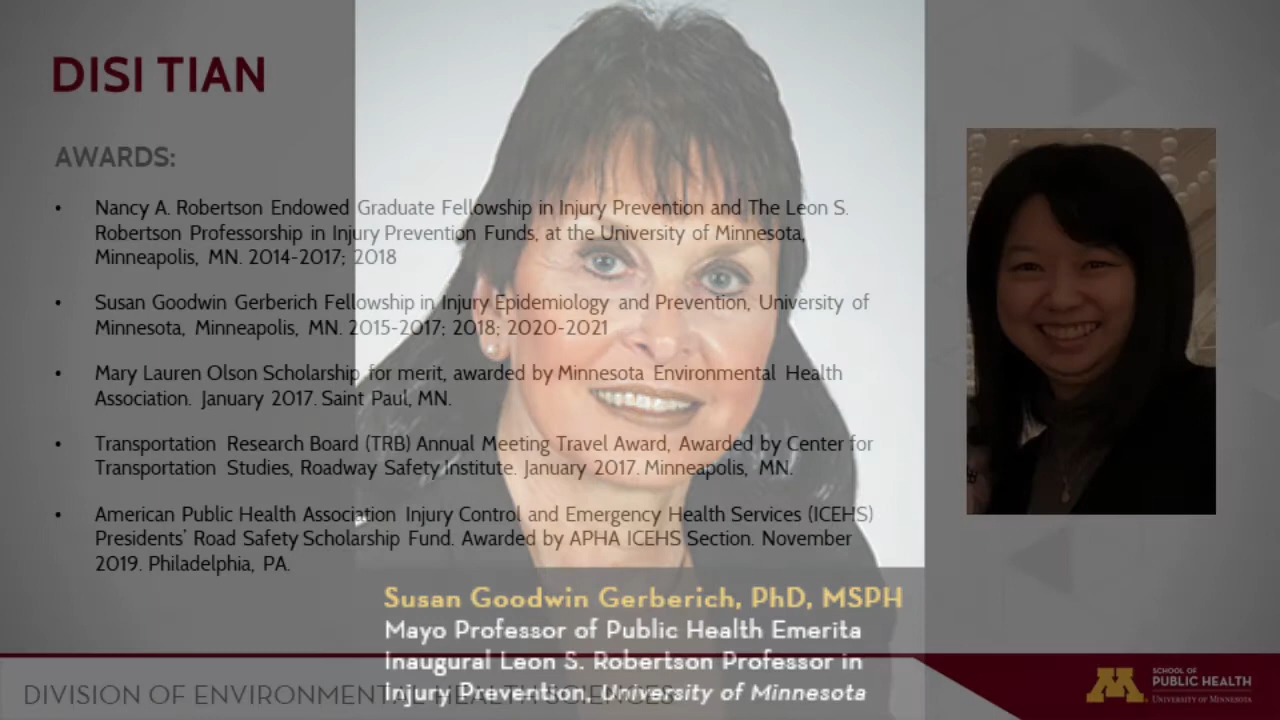 DISI TIAN
AWARDS:
• Nancy A. Robertson Endowed Graduate Fellowship in Injury Prevention and The Leon S.
Robertson Professorship in Injury Prevention Funds, at the University of Minnesota,
Minneapolis, MN. 2014-2017; 2018
• Susan Goodwin Gerberich Fellowship in Injury Epidemiology and Prevention, University of
Minnesota, Minneapolis, MN. 2015-2017; 2018; 2020-2021
• Mary Lauren Olson Scholarship for merit, awarded by Minnesota Environmental Health
Association. January 2017. Saint Paul, MN.
• Transportation Research Board (TRB) Annual Meeting Travel Award, Awarded by Center for
Transportation Studies, Roadway Safety Institute. January 2017. Minneapolis, MN.
• American Public Health Association Injury Control and Emergency Health Services (ICEHS)
Presidents' Road Safety Scholarship Fund. Awarded by APHA ICEHS Section. November
2019. Philadelphia, PA.
Susan Goodwin Gerberich, PhD, MSPH
Mayo Professor of Public Health Emerita
Inaugural Leon S. Robertson Professor in
Injury Prevention, University of Minnesota
DIVISION OF ENVIRONMENTAL HEALTH SCIENCES
M
SCHOOL OF
PUBLIC HEALTH
UNIVERSITY OF MINNESOTA